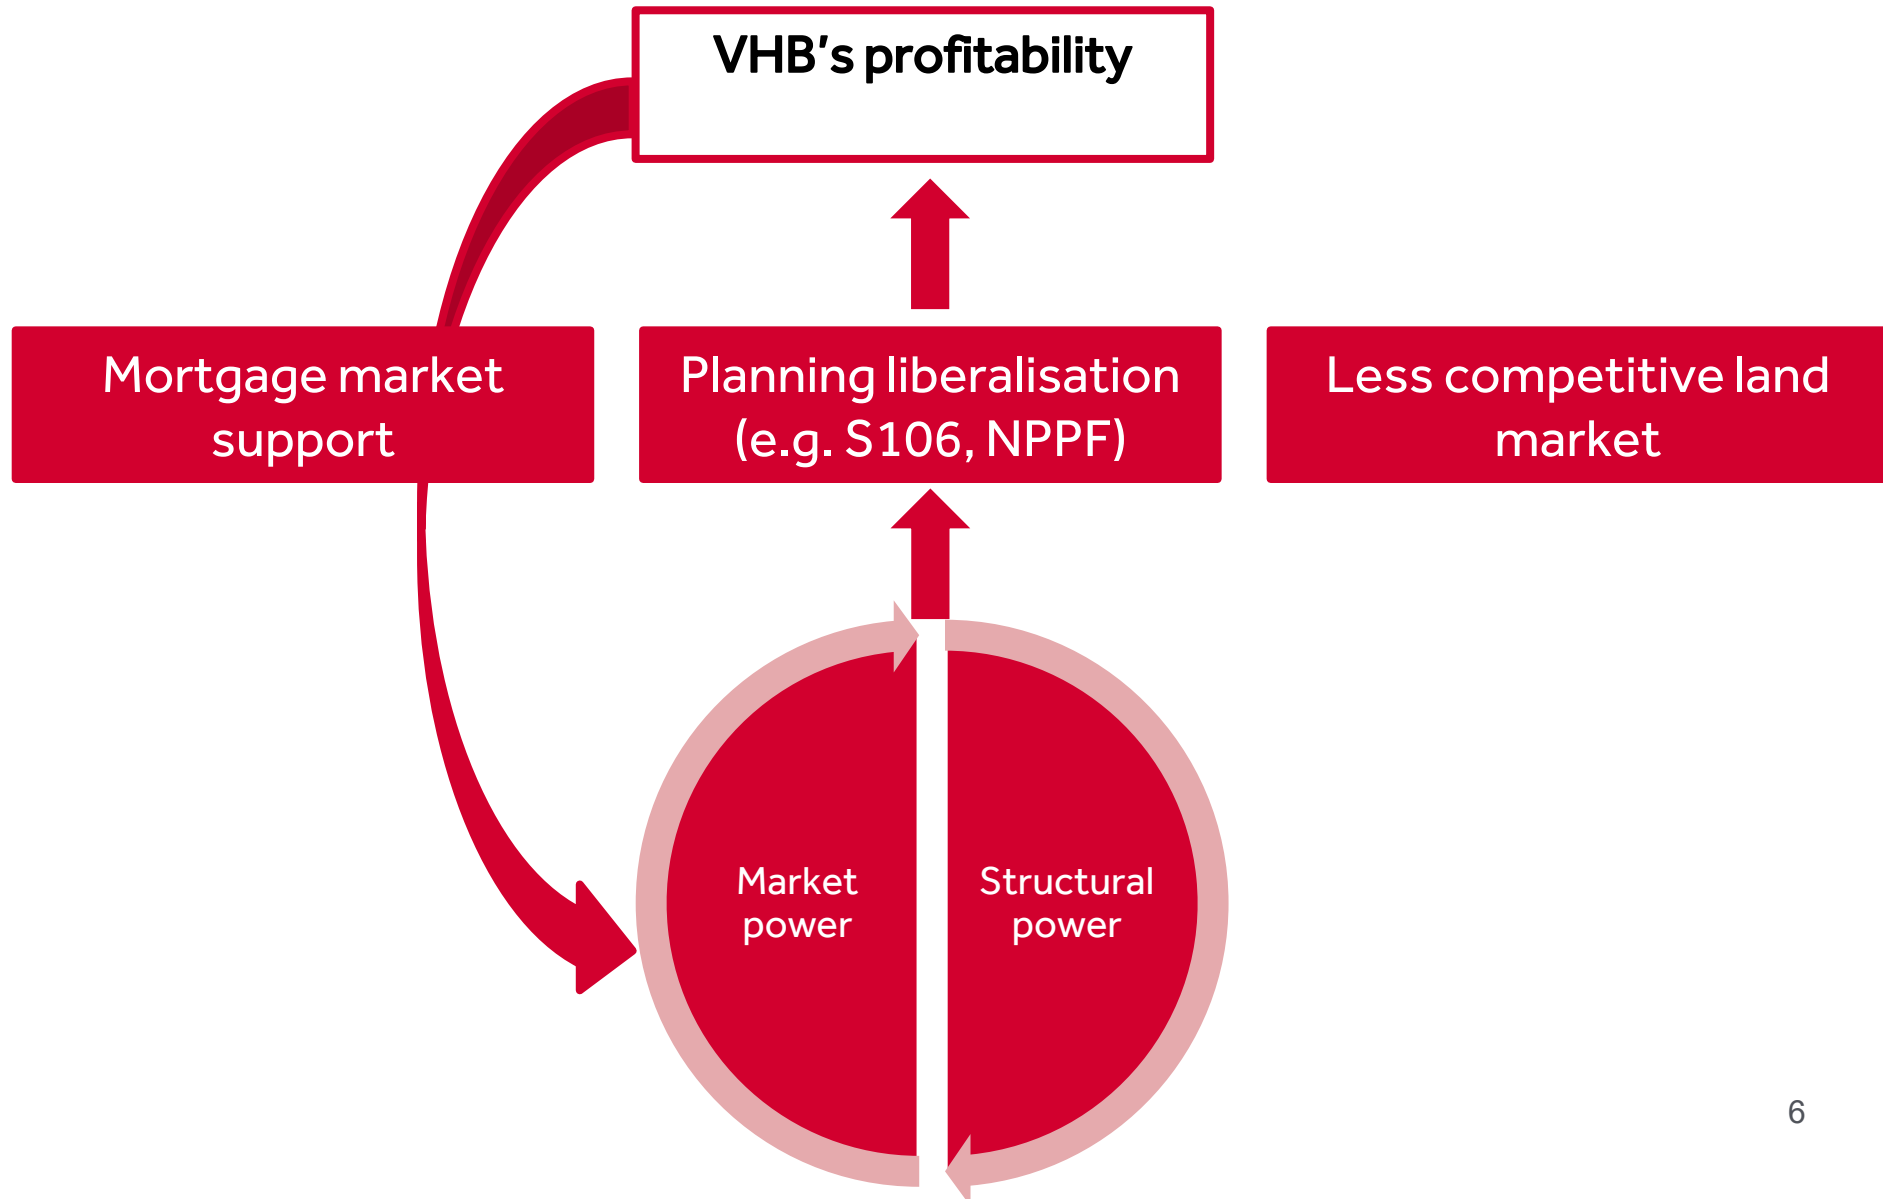 VHB's profitability
Mortgage market
support
Planning liberalisation
(e.g. S106, NPPF)
Less competitive land
market
Market
power
Structural
power
6